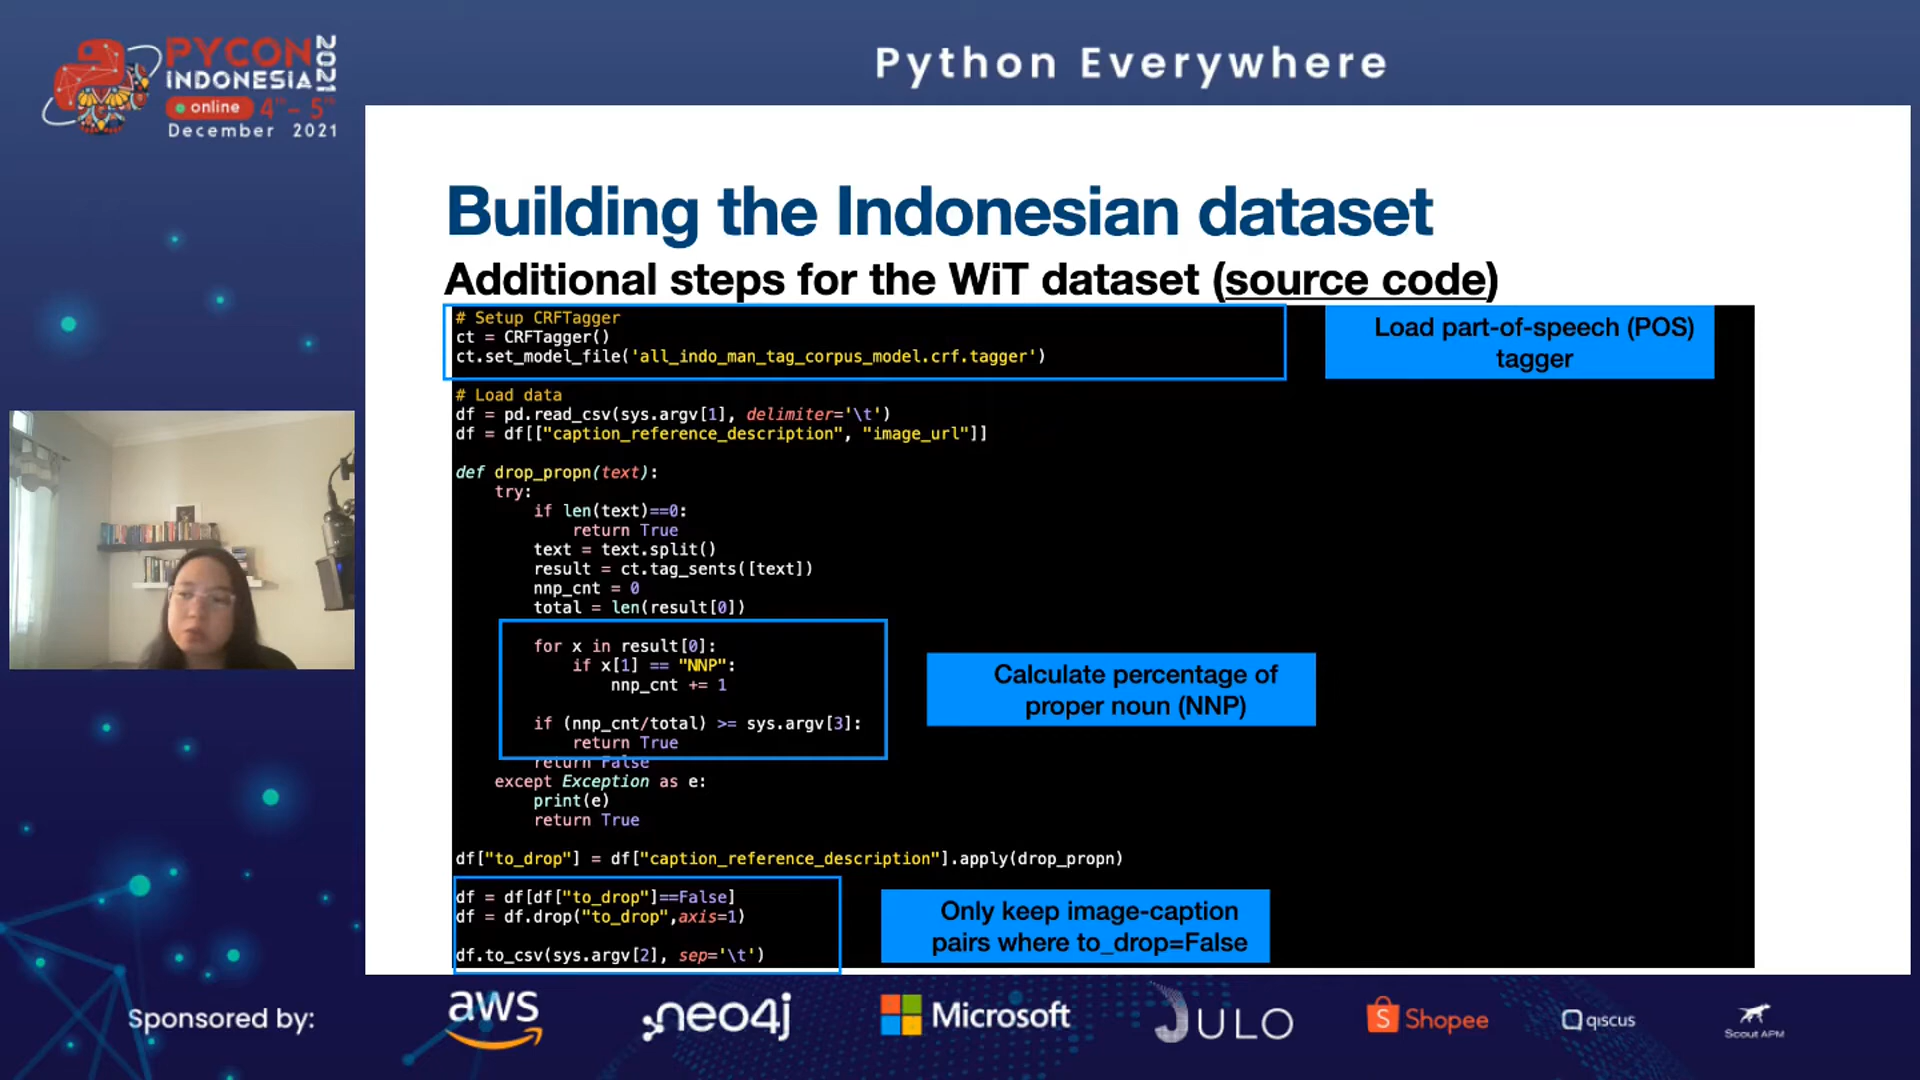 PYCON 2021
INDONESIA
online 4th - 5th
December 2021
Python Everywhere
Building the Indonesian dataset
Additional steps for the WiT dataset (source code)
# Setup CRFTagger
ct = CRFTagger()
ct.set_model_file('all_indo_man_tag_corpus_model.crf.tagger')
Load part-of-speech (POS)
tagger
# Load data
df = pd.read_csv(sys.argv[1], delimiter='\t')
df = df[["caption_reference_description", "image_url"]]
def drop_propn(text):
    try:
        if len(text)==0:
            return True
        text = text.split()
        result = ct.tag_sents([text])
        nnp_cnt = 0
        total = len(result[0])
        for x in result[0]:
            if x[1] == "NNP":
                nnp_cnt += 1
        if (nnp_cnt/total) >= sys.argv[3]:
            return True
        return False
    except Exception as e:
        print(e)
        return True
Calculate percentage of
proper noun (NNP)
df["to_drop"] = df["caption_reference_description"].apply(drop_propn)
df = df[df["to_drop"]==False]
df = df.drop("to_drop",axis=1)
df.to_csv(sys.argv[2], sep='\t')
Only keep image-caption
pairs where to_drop=False
Sponsored by:
aws
neo4j
Microsoft
JULO
Shopee
qiscus
Scout APM